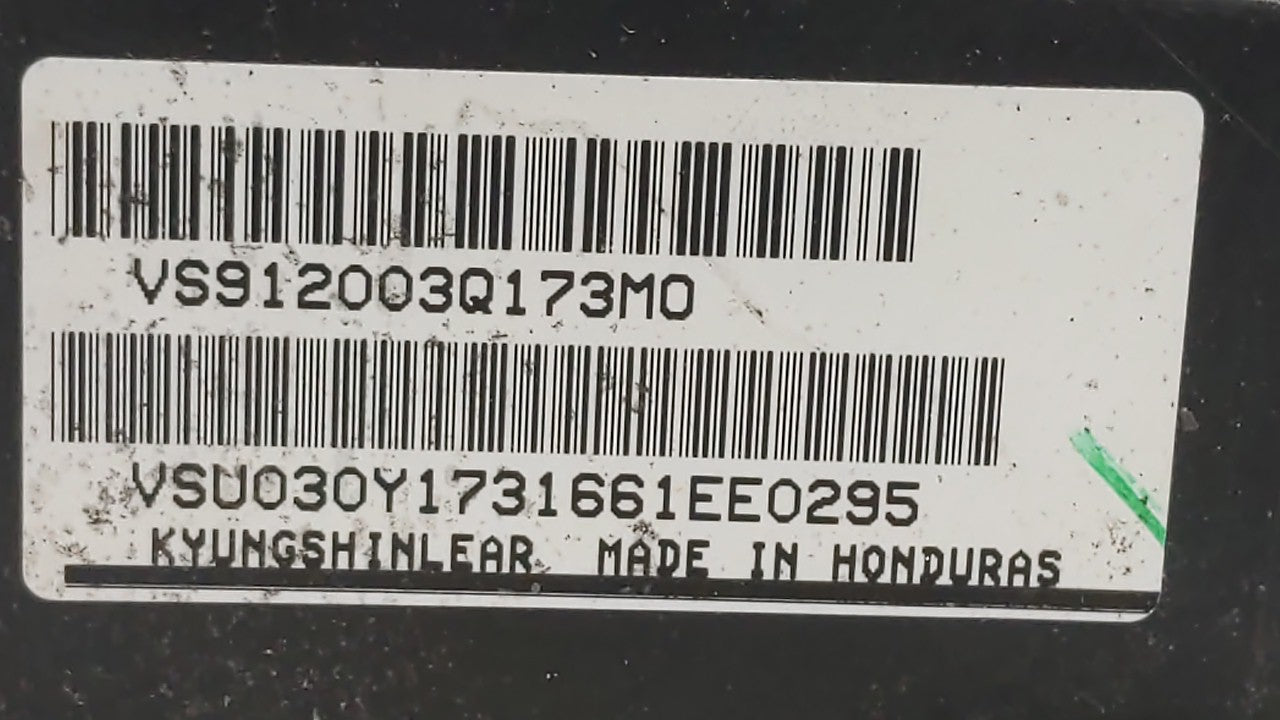 VS912003Q173M0
VSU030Y1731661EE0295
KYUNGSHINLEAR MADE IN HONDURAS